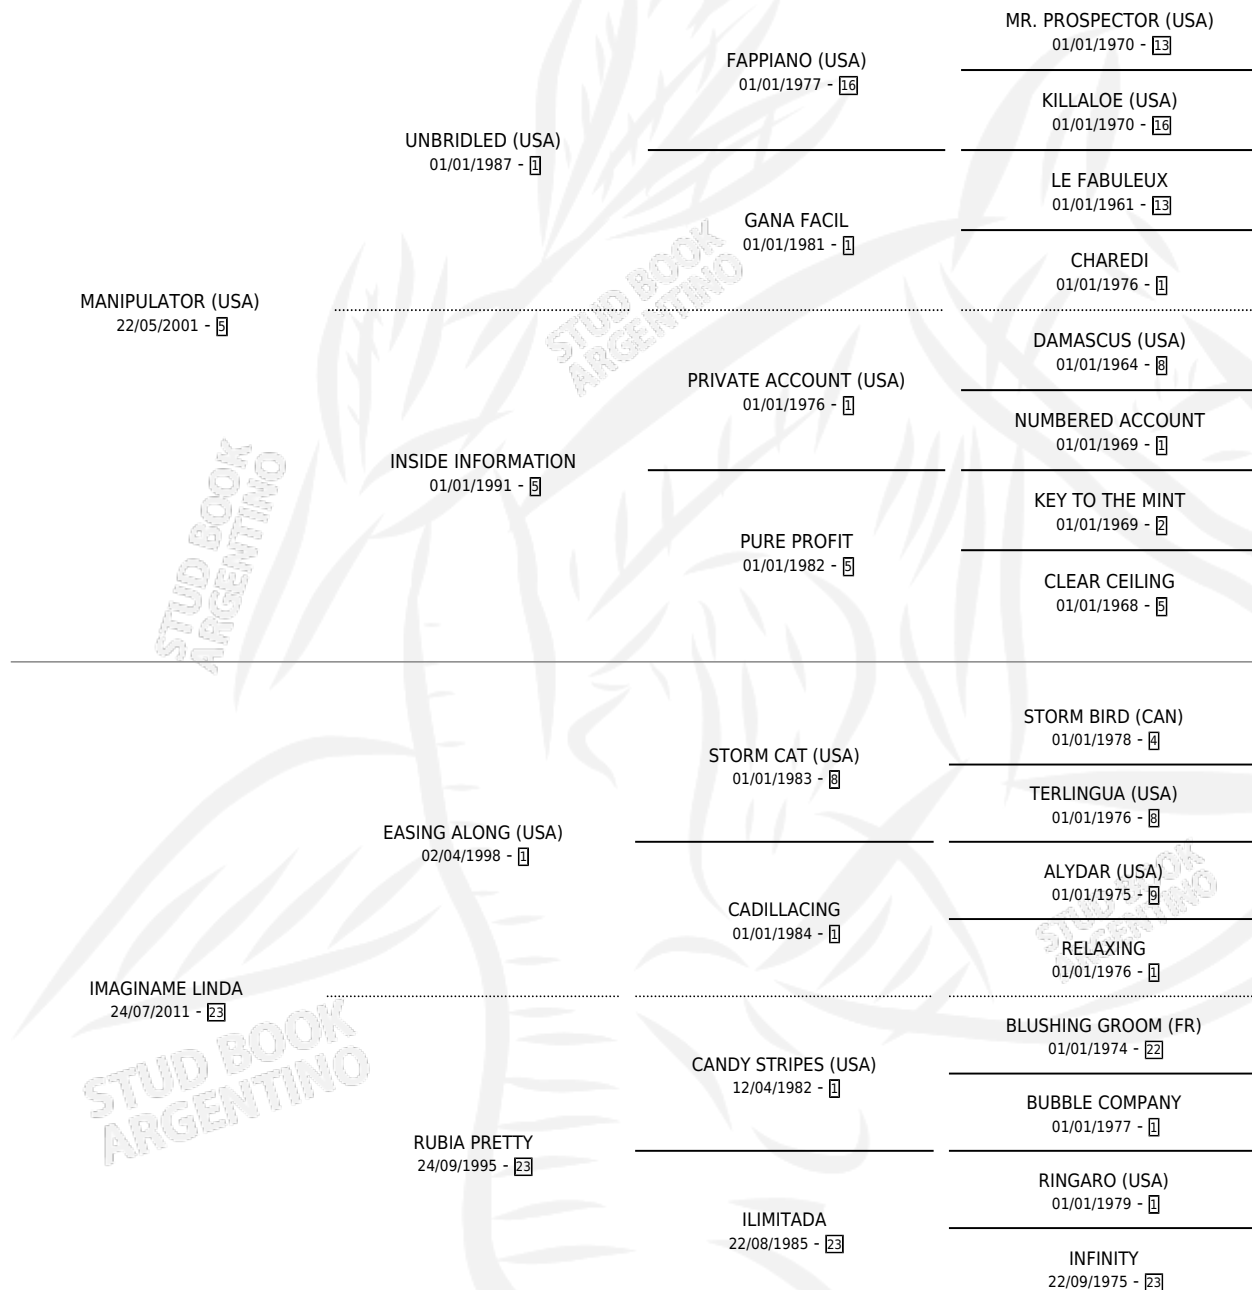 MR. PROSPECTOR (USA)
01/01/1970 - 13
FAPPIANO (USA)
01/01/1977 - 16
KILLALOE (USA)
01/01/1970 - 16
UNBRIDLED (USA)
01/01/1987 - 1
LE FABULEUX
01/01/1961 - 13
GANA FACIL
01/01/1981 - 1
CHAREDI
01/01/1976 - 1
MANIPULATOR (USA)
22/05/2001 - 5
DAMASCUS (USA)
01/01/1964 - 8
PRIVATE ACCOUNT (USA)
01/01/1976 - 1
NUMBERED ACCOUNT
01/01/1969 - 1
INSIDE INFORMATION
01/01/1991 - 5
KEY TO THE MINT
01/01/1969 - 2
PURE PROFIT
01/01/1982 - 5
CLEAR CEILING
01/01/1968 - 5
STORM BIRD (CAN)
01/01/1978 - 4
STORM CAT (USA)
01/01/1983 - 8
TERLINGUA (USA)
01/01/1976 - 8
EASING ALONG (USA)
02/04/1998 - 1
ALYDAR (USA)
01/01/1975 - 9
CADILLACING
01/01/1984 - 1
RELAXING
01/01/1976 - 1
IMAGINAME LINDA
24/07/2011 - 23
BLUSHING GROOM (FR)
01/01/1974 - 22
CANDY STRIPES (USA)
12/04/1982 - 1
BUBBLE COMPANY
01/01/1977 - 1
RUBIA PRETTY
24/09/1995 - 23
RINGARO (USA)
01/01/1979 - 1
ILIMITADA
22/08/1985 - 23
INFINITY
22/09/1975 - 23
STUD BOOK
ARGENTINO
STUD BOOK
ARGENTINO
STUD BOOK
ARGENTINO
STUD BOOK
ARGENTINO